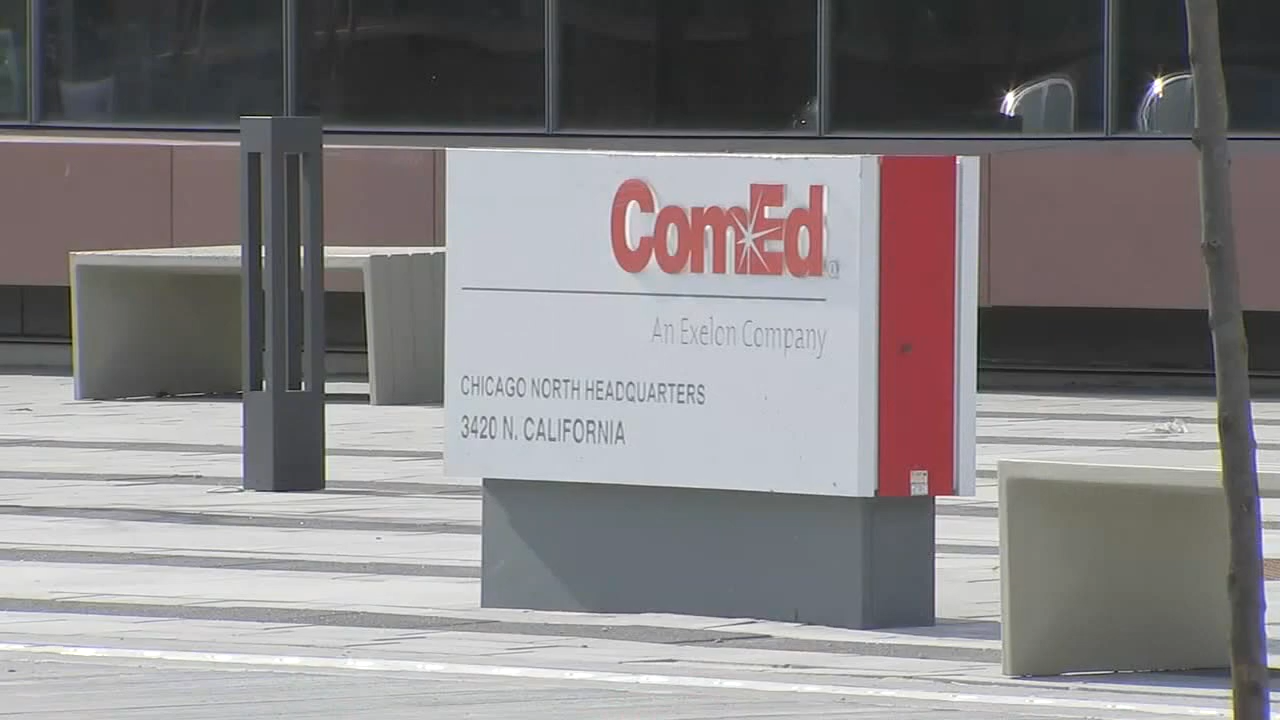 ComEd
An Exelon Company
CHICAGO NORTH HEADQUARTERS
3420 N. CALIFORNIA